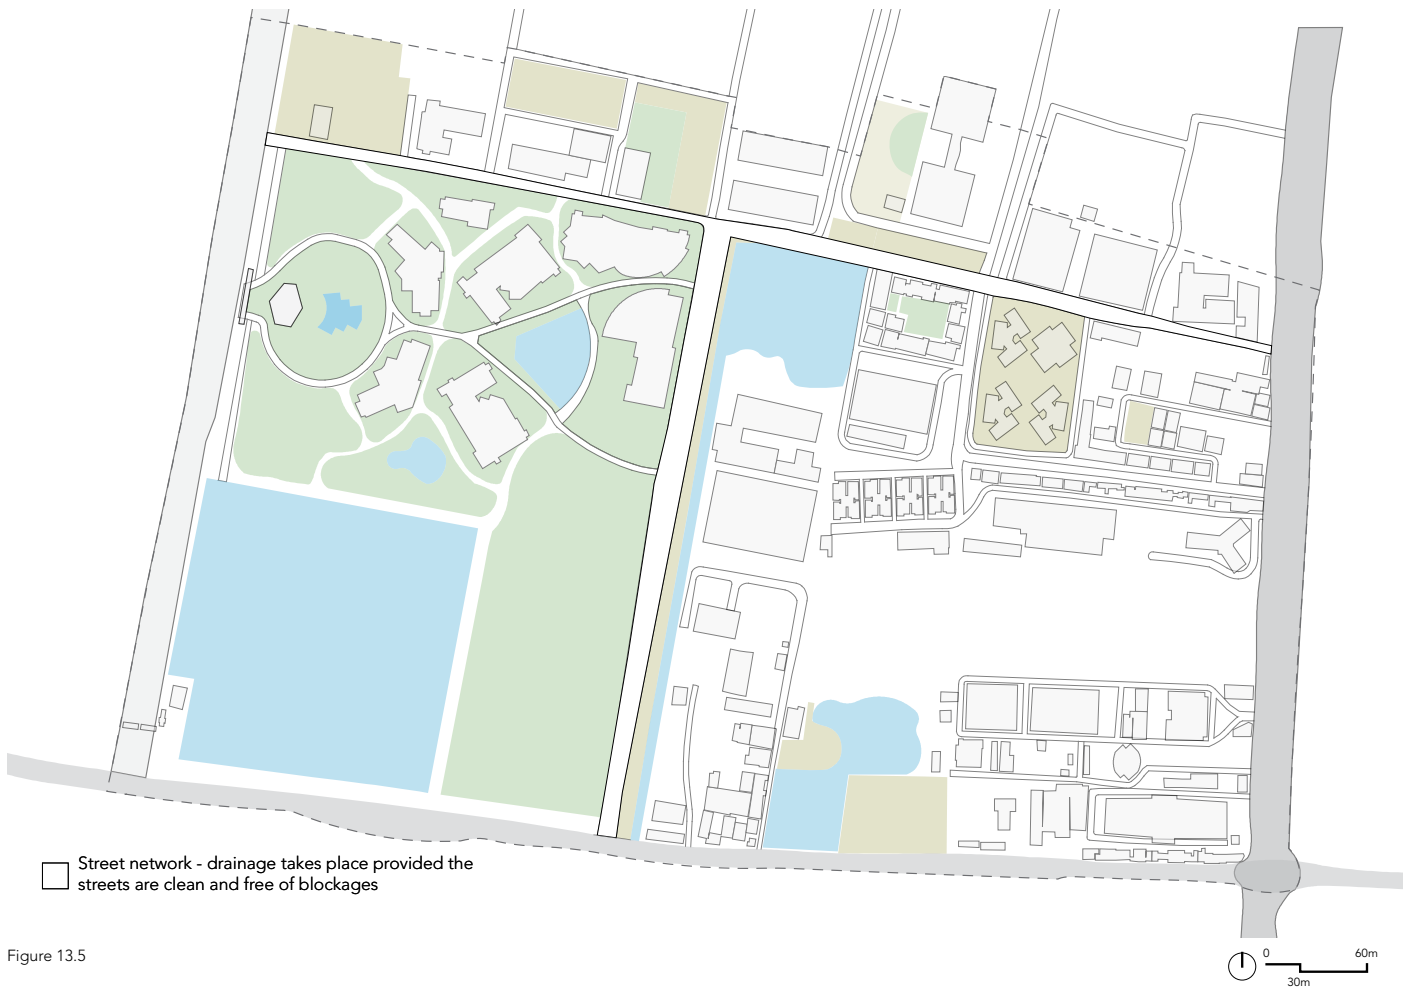 Street network - drainage takes place provided the
streets are clean and free of blockages
Figure 13.5
0
60m
30m